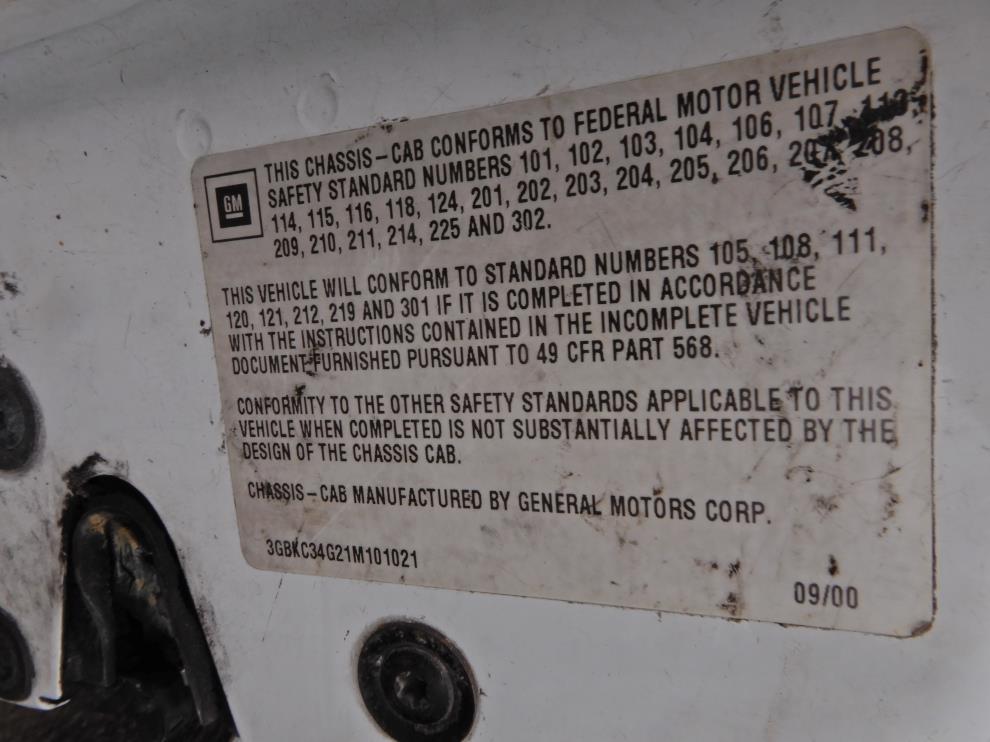 GM
THIS CHASSIS-CAB CONFORMS TO FEDERAL MOTOR VEHICLE
SAFETY STANDARD NUMBERS 101, 102, 103, 104, 106, 107,
114, 115, 116, 118, 124, 201, 202, 203, 204, 205, 206, 208,
209, 210, 211, 214, 225 AND 302.
THIS VEHICLE WILL CONFORM TO STANDARD NUMBERS 105, 108, 111,
120, 121, 212, 219 AND 301 IF IT IS COMPLETED IN ACCORDANCE
WITH THE INSTRUCTIONS CONTAINED IN THE INCOMPLETE VEHICLE
DOCUMENT FURNISHED PURSUANT TO 49 CFR PART 568.
CONFORMITY TO THE OTHER SAFETY STANDARDS APPLICABLE TO THIS
VEHICLE WHEN COMPLETED IS NOT SUBSTANTIALLY AFFECTED BY THE
DESIGN OF THE CHASSIS CAB.
CHASSIS-CAB MANUFACTURED BY GENERAL MOTORS CORP.
3GBKC34G21M101021
09/00